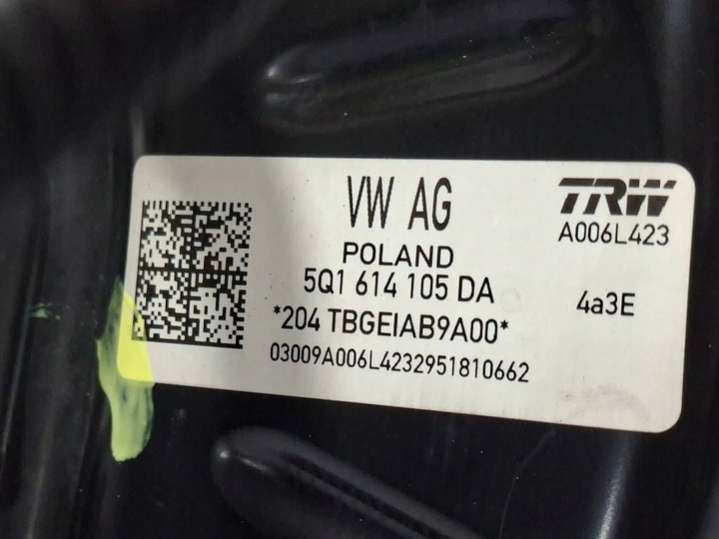 VW AG
TRW
A006L423
POLAND
5Q1 614 105 DA
4a3E
*204 TBGEIAB9A00*
03009A006L4232951810662